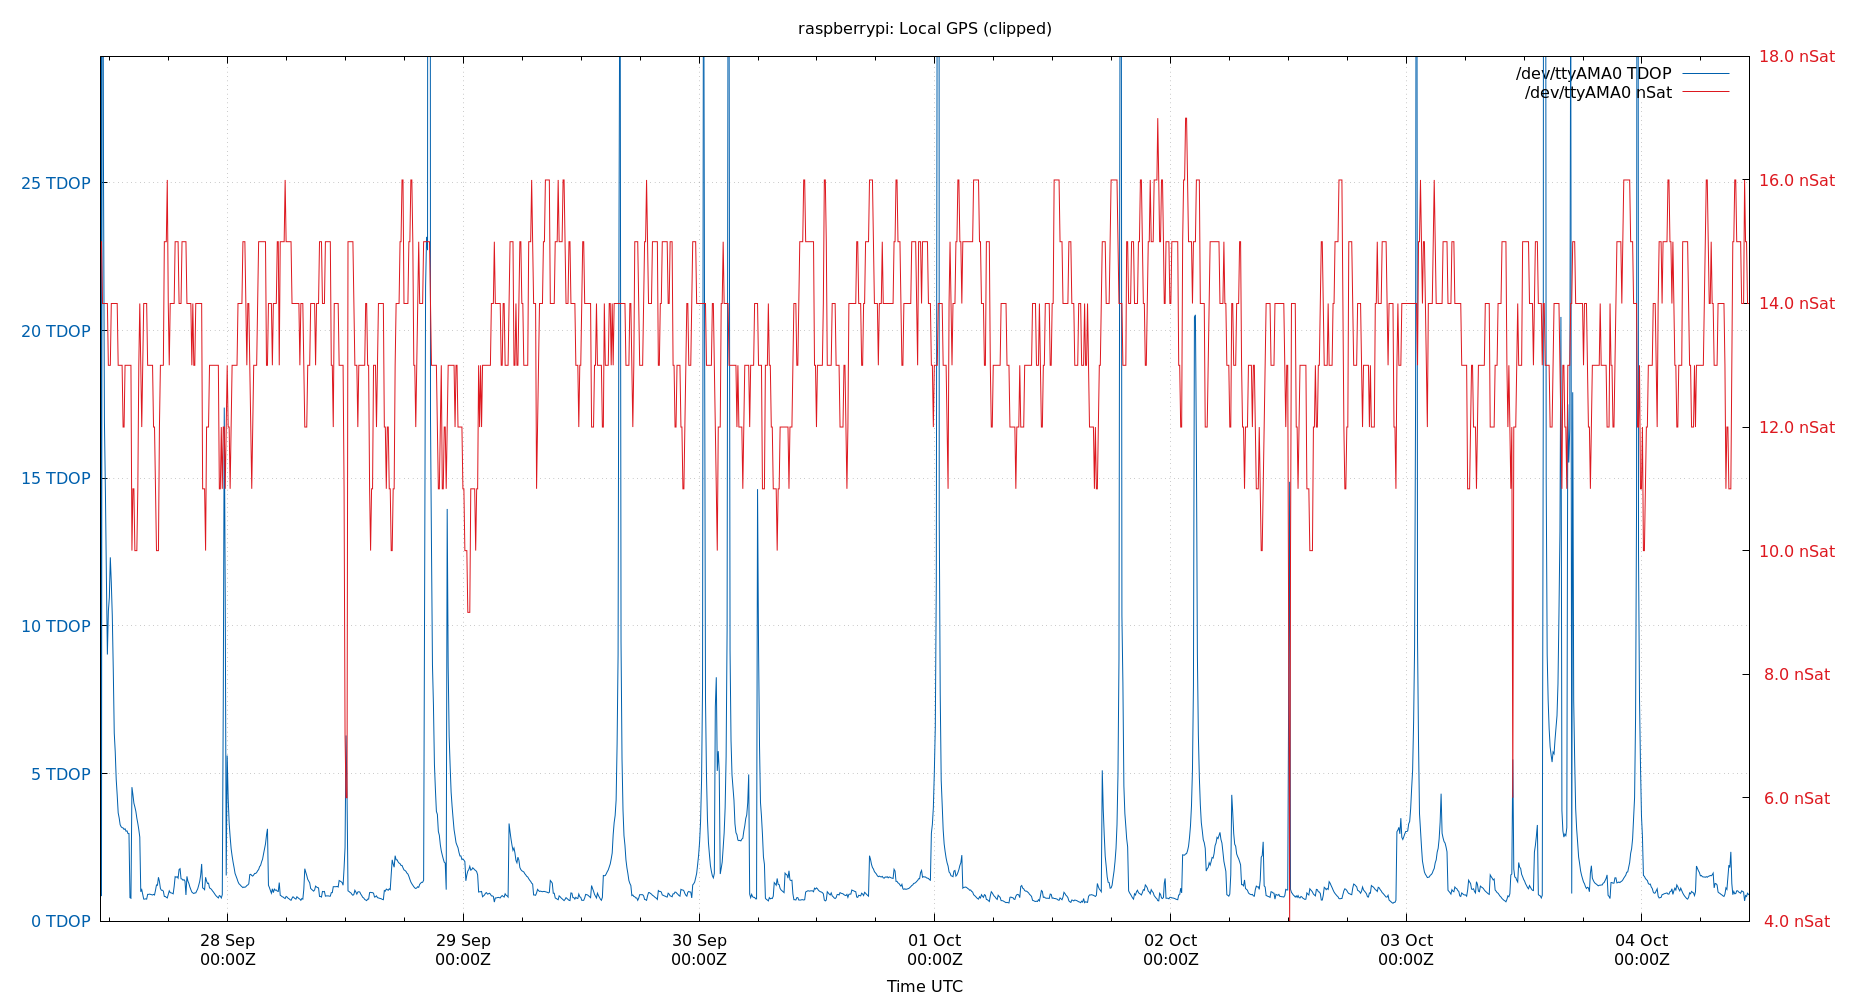 raspberrypi: Local GPS (clipped)
/dev/ttyAMA0 TDOP
/dev/ttyAMA0 nSat
25 TDOP
20 TDOP
15 TDOP
10 TDOP
5 TDOP
0 TDOP
18.0 nSat
16.0 nSat
14.0 nSat
12.0 nSat
10.0 nSat
8.0 nSat
6.0 nSat
4.0 nSat
28 Sep
00:00Z
29 Sep
00:00Z
30 Sep
00:00Z
01 Oct
00:00Z
02 Oct
00:00Z
03 Oct
00:00Z
04 Oct
00:00Z
Time UTC